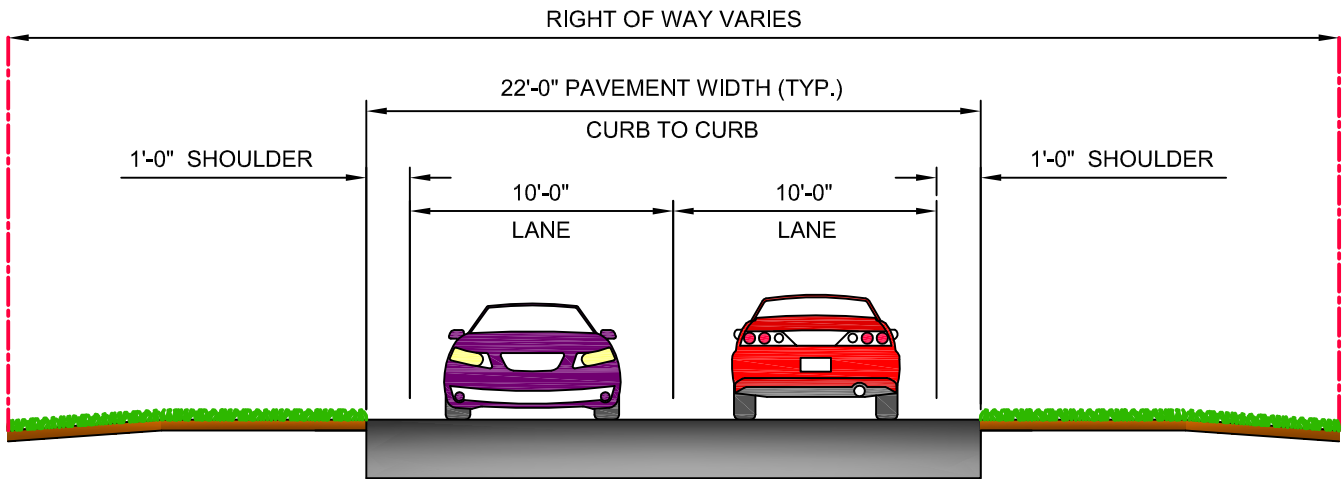 RIGHT OF WAY VARIES
22'-0" PAVEMENT WIDTH (TYP.)
CURB TO CURB
1'-0" SHOULDER
1'-0" SHOULDER
10'-0"
LANE
10'-0"
LANE